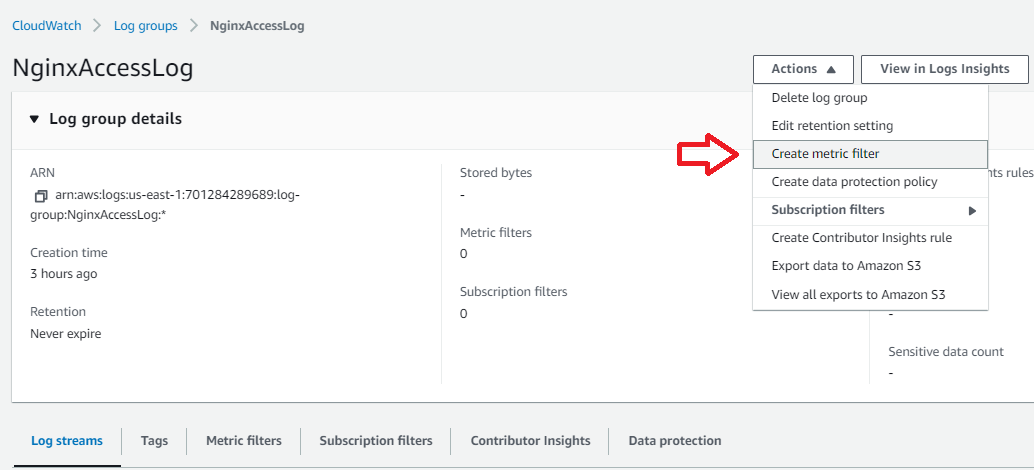 CloudWatch > Log groups > NginxAccessLog
NginxAccessLog
Actions ▲
View in Logs Insights
Delete log group
Edit retention setting
Create metric filter
Create data protection policy
Subscription filters ▶
Create Contributor Insights rule
Export data to Amazon S3
View all exports to Amazon S3
▼ Log group details
ARN
arn:aws:logs:us-east-1:701284289689:log-
group:NginxAccessLog:*
Creation time
3 hours ago
Retention
Never expire
Stored bytes
-
Metric filters
0
Subscription filters
0
rules
-
Sensitive data count
-
Log streams
Tags
Metric filters
Subscription filters
Contributor Insights
Data protection